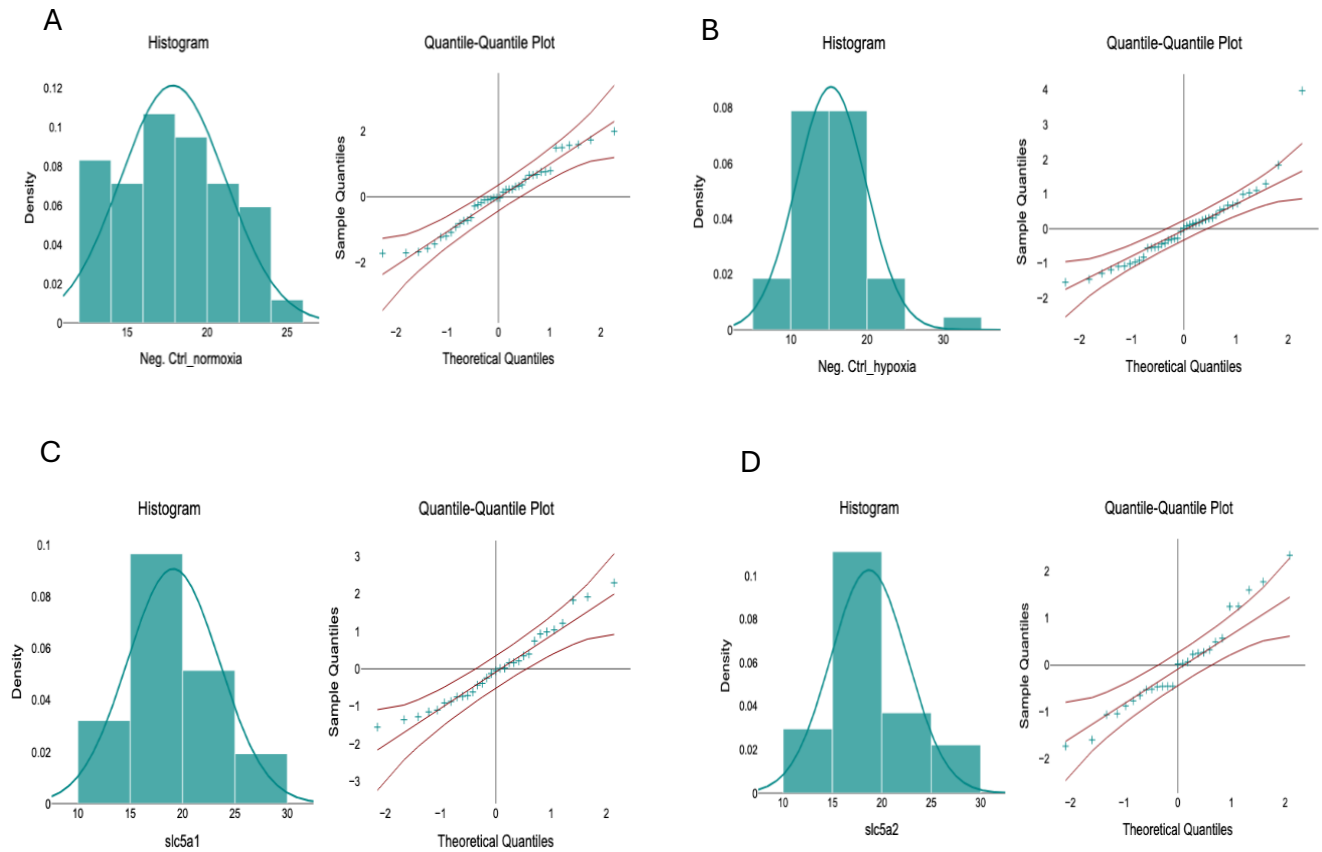 A
Histogram
Density
0.12
0.1
0.08
0.06
0.04
0.02
0
15
20
25
Neg. Ctrl_normoxia
Quantile-Quantile Plot
Sample Quantiles
2
0
−2
−2
−1
0
1
2
Theoretical Quantiles
B
Histogram
Density
0.08
0.06
0.04
0.02
0
10
20
30
Neg. Ctrl_hypoxia
Quantile-Quantile Plot
Sample Quantiles
4
3
2
1
0
−1
−2
−2
−1
0
1
2
Theoretical Quantiles
C
Histogram
Density
0.1
0.08
0.06
0.04
0.02
0
10
15
20
25
30
slc5a1
Quantile-Quantile Plot
Sample Quantiles
3
2
1
0
−1
−2
−3
−2
−1
0
1
2
Theoretical Quantiles
D
Histogram
Density
0.1
0.08
0.06
0.04
0.02
0
10
15
20
25
30
slc5a2
Quantile-Quantile Plot
Sample Quantiles
2
1
0
−1
−2
−2
−1
0
1
2
Theoretical Quantiles